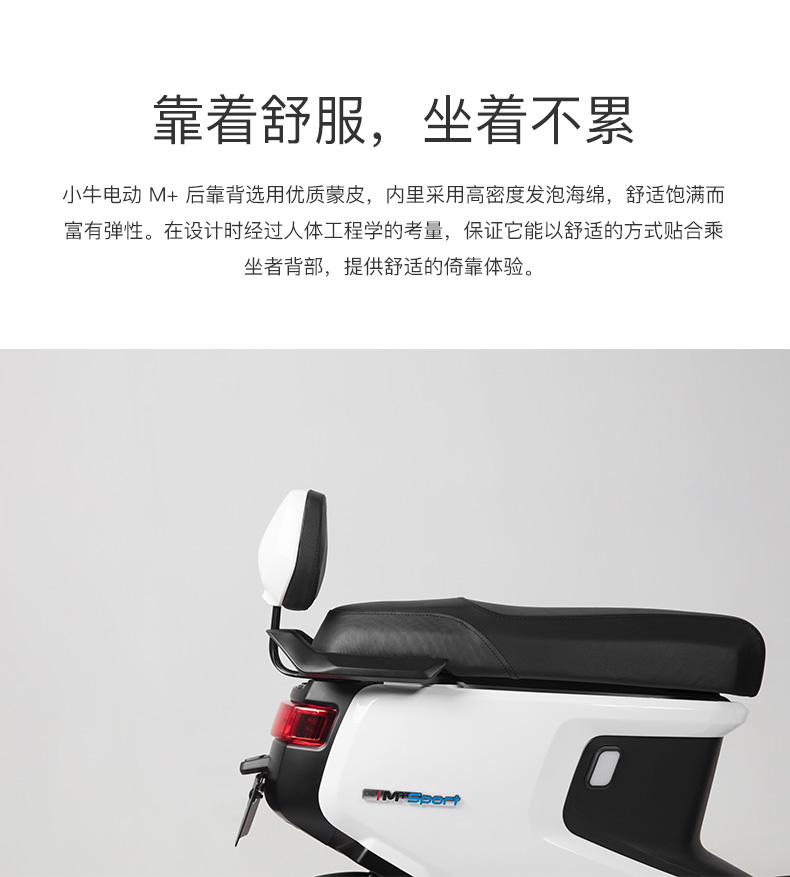 靠着舒服，坐着不累
小牛电动 M+ 后靠背选用优质蒙皮，内里采用高密度发泡海绵，舒适饱满而
富有弹性。在设计时经过人体工程学的考量，保证它能以舒适的方式贴合乘
坐者背部，提供舒适的倚靠体验。
M+ Sport